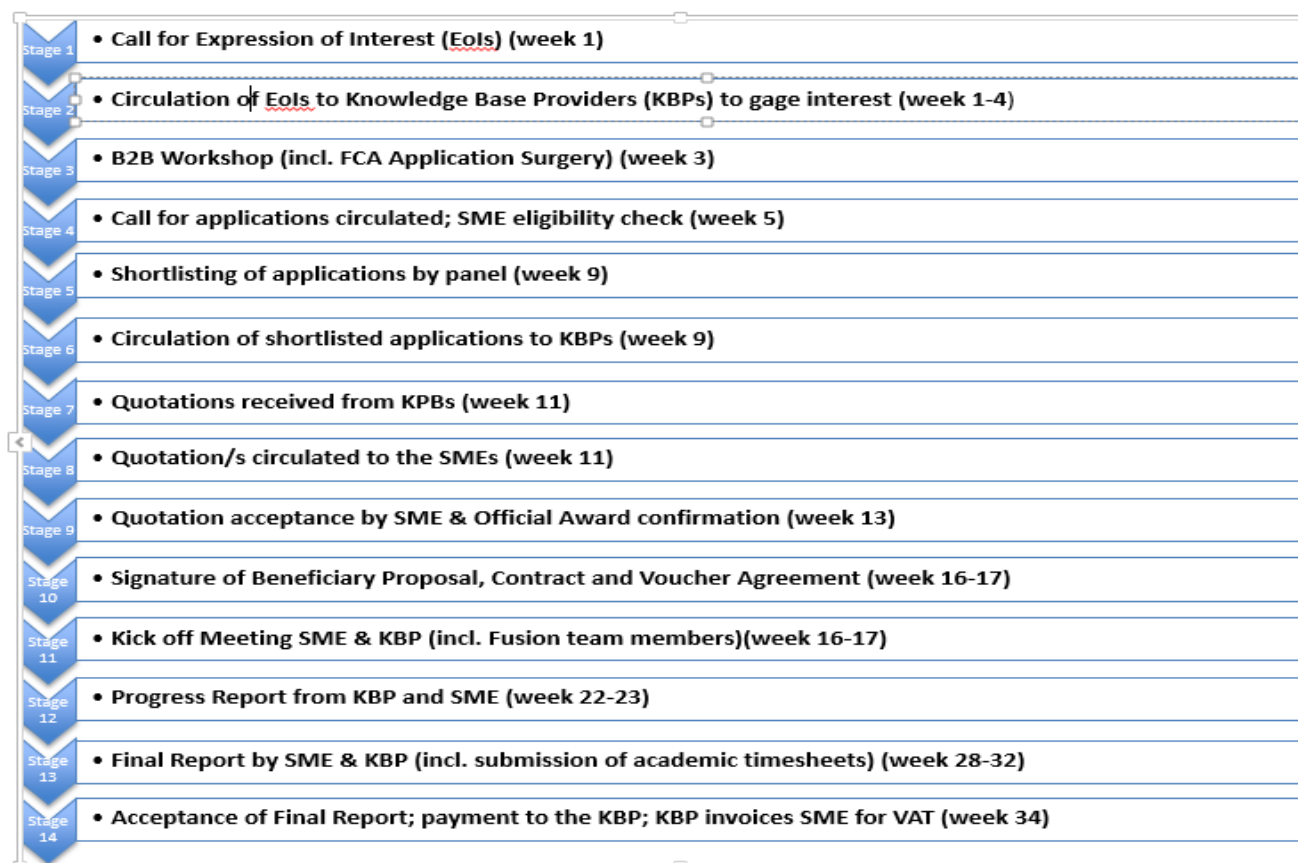 Stage 1
• Call for Expression of Interest (EoIs) (week 1)
Stage 2
• Circulation of EoIs to Knowledge Base Providers (KBPs) to gage interest (week 1-4)
Stage 3
• B2B Workshop (incl. FCA Application Surgery) (week 3)
Stage 4
• Call for applications circulated; SME eligibility check (week 5)
Stage 5
• Shortlisting of applications by panel (week 9)
Stage 6
• Circulation of shortlisted applications to KBPs (week 9)
Stage 7
• Quotations received from KPBs (week 11)
Stage 8
• Quotation/s circulated to the SMEs (week 11)
Stage 9
• Quotation acceptance by SME & Official Award confirmation (week 13)
Stage
10
• Signature of Beneficiary Proposal, Contract and Voucher Agreement (week 16-17)
Stage
11
• Kick off Meeting SME & KBP (incl. Fusion team members)(week 16-17)
Stage
12
• Progress Report from KBP and SME (week 22-23)
Stage
13
• Final Report by SME & KBP (incl. submission of academic timesheets) (week 28-32)
Stage
14
• Acceptance of Final Report; payment to the KBP; KBP invoices SME for VAT (week 34)